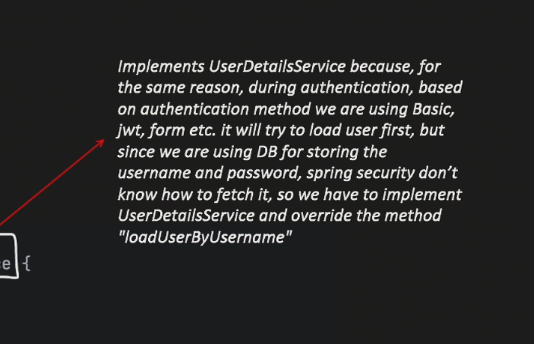 Implements UserDetailsService because, for
the same reason, during authentication, based
on authentication method we are using Basic,
jwt, form etc. it will try to load user first, but
since we are using DB for storing the
username and password, spring security don't
know how to fetch it, so we have to implement
UserDetailsService and override the method
"loadUserByUsername"
{